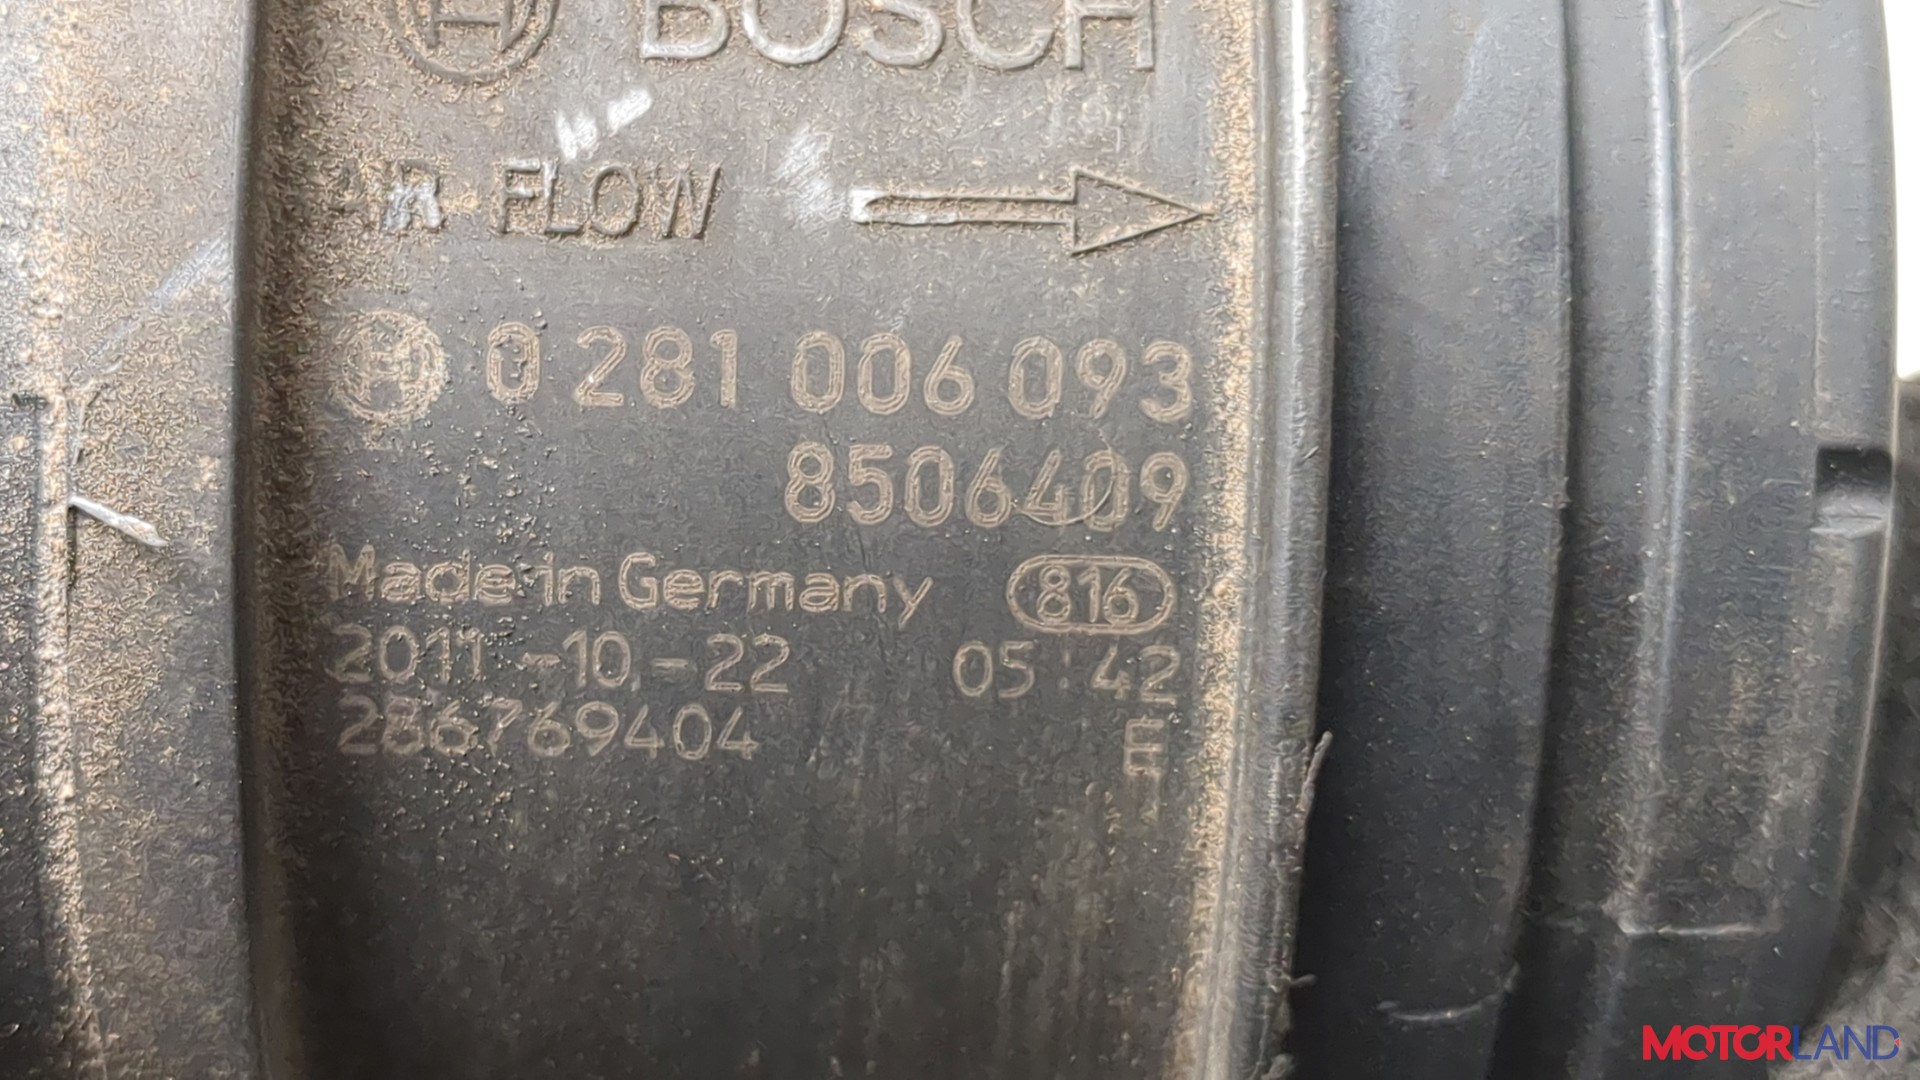 BOSCH
AIR FLOW
0 281 006 093
8506409
Made in Germany 816
2011-10-22 05:42
286769404 E
MOTORLAND